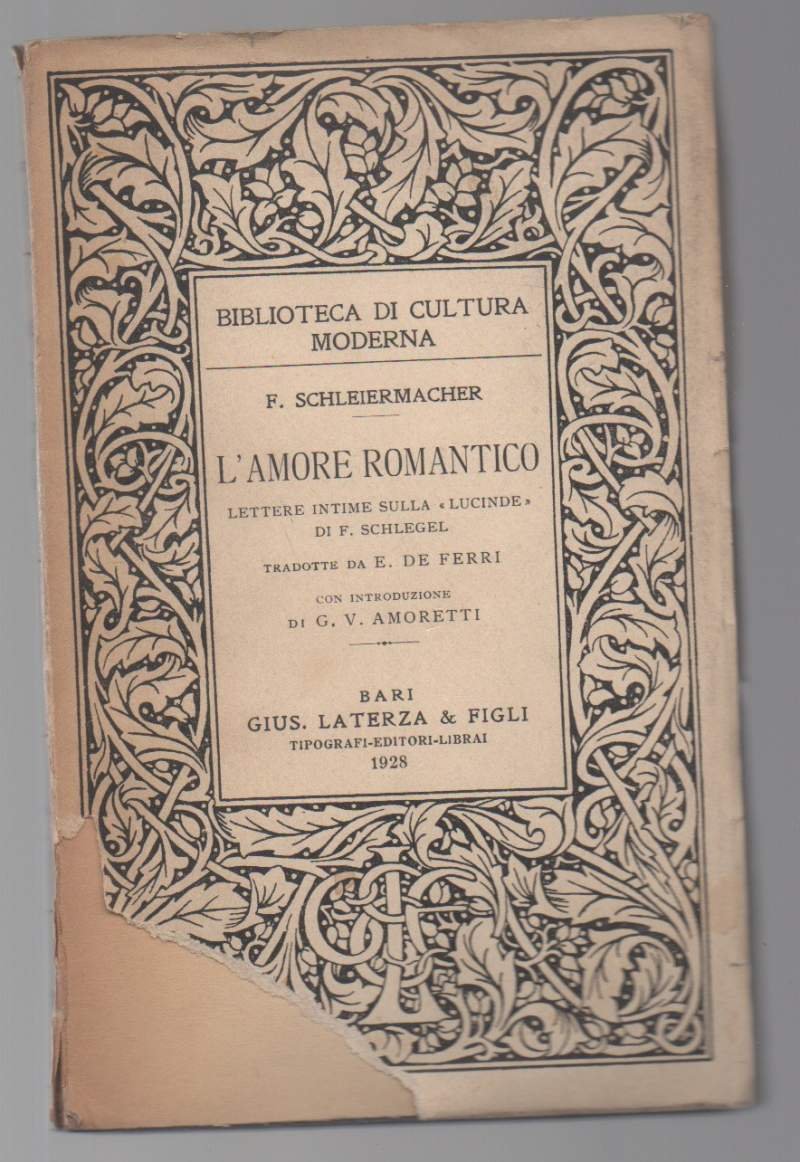 BIBLIOTECA DI CULTURA
MODERNA
F. SCHLEIERMACHER
L'AMORE ROMANTICO
LETTERE INTIME SULLA «LUCINDE»
DI F. SCHLEGEL
TRADOTTE DA E. DE FERRI
CON INTRODUZIONE
DI G. V. AMORETTI
BARI
GIUS. LATERZA & FIGLI
TIPOGRAFI-EDITORI-LIBRAI
1928